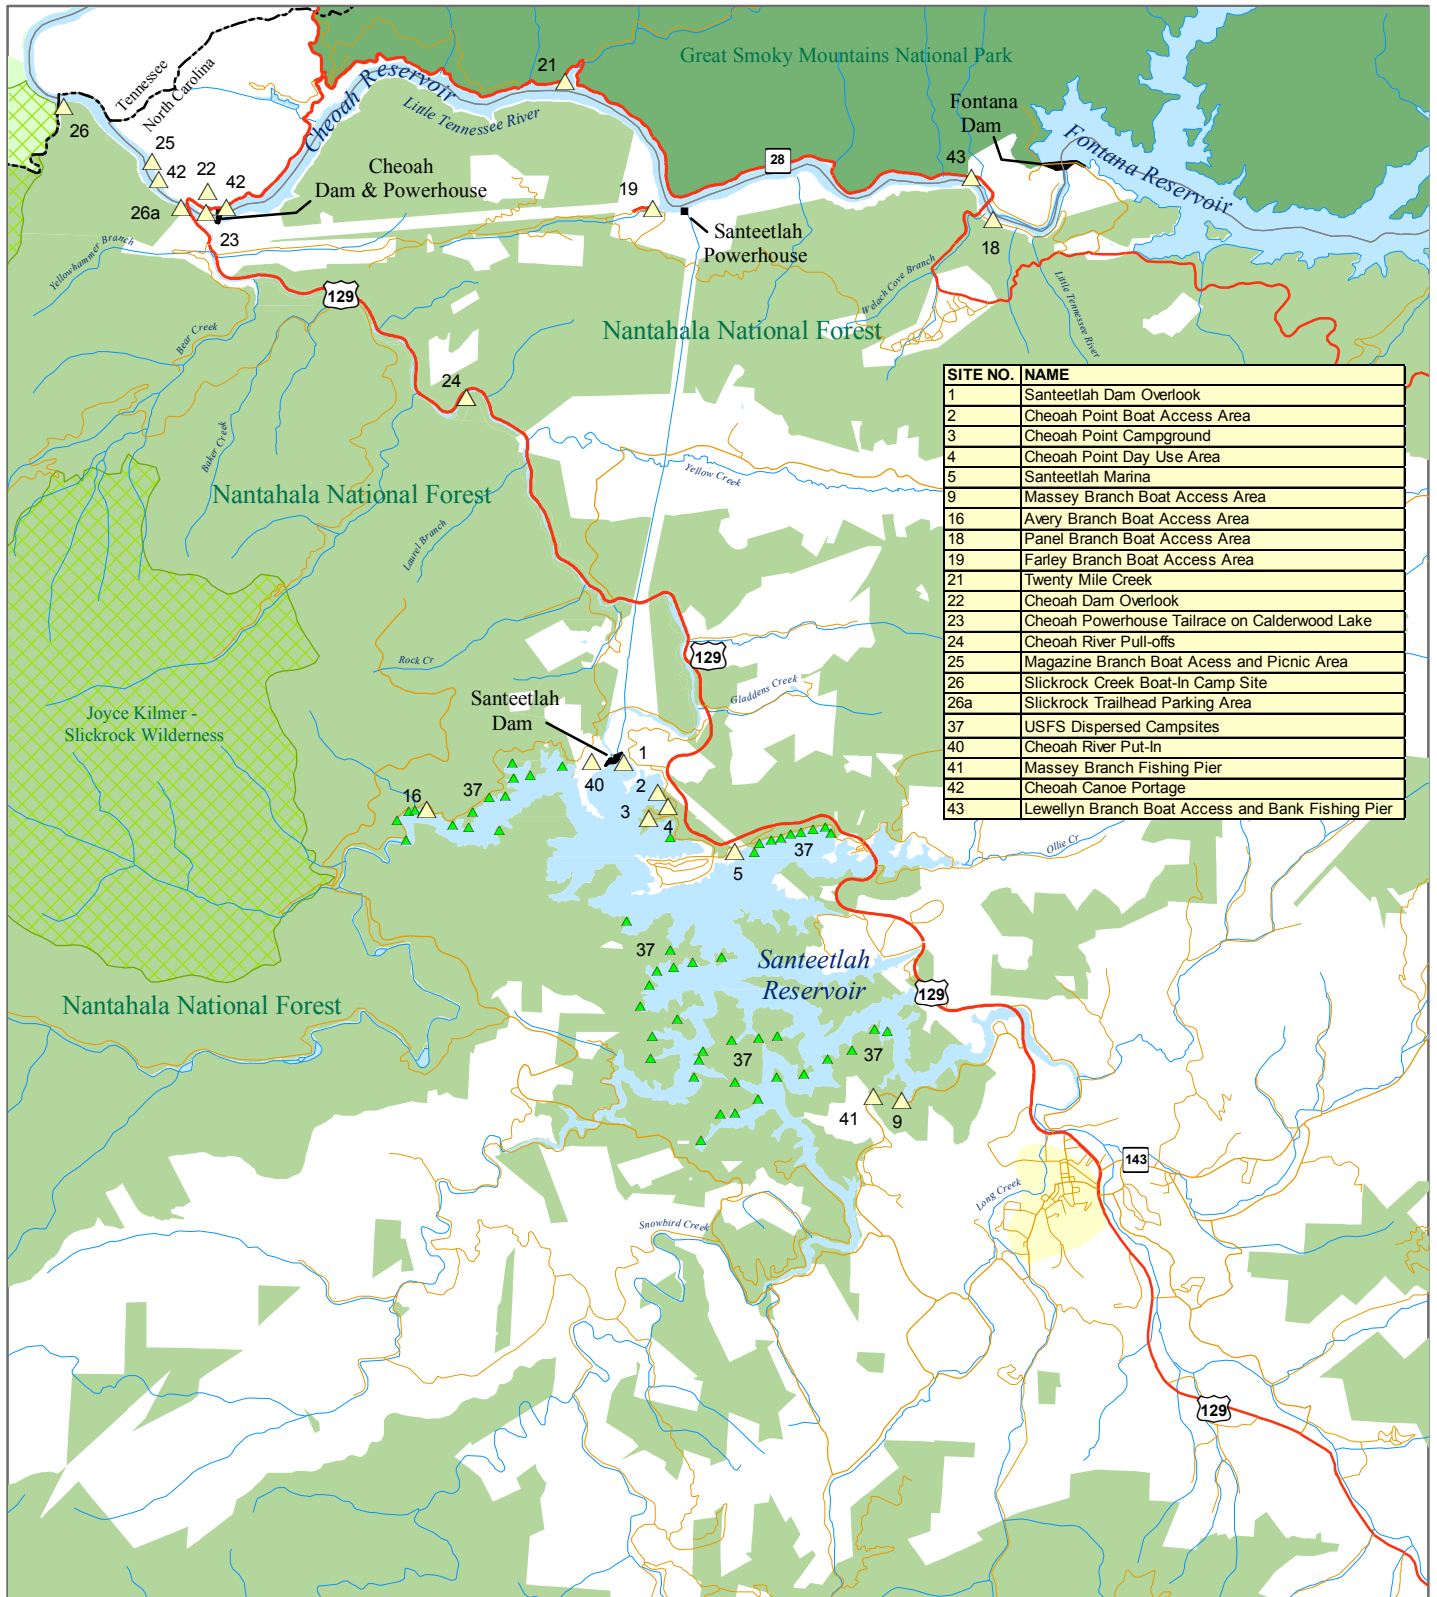 Great Smoky Mountains National Park
21
Tennessee
North Carolina
Cheoah Reservoir
Little Tennessee River
Fontana
Dam
Fontana Reservoir
26
25
42
22
42
Cheoah
Dam & Powerhouse
28
43
19
26a
23
Santeetlah
Powerhouse
18
Yellowhammer Branch
Welach Cove Branch
Little Tennessee River
129
Bear Creek
Nantahala National Forest
24
Baker Creek
Yellow Creek
Nantahala National Forest
Laurel Branch
SITE NO. NAME
1 Santeetlah Dam Overlook
2 Cheoah Point Boat Access Area
3 Cheoah Point Campground
4 Cheoah Point Day Use Area
5 Santeetlah Marina
9 Massey Branch Boat Access Area
16 Avery Branch Boat Access Area
18 Panel Branch Boat Access Area
19 Farley Branch Boat Access Area
21 Twenty Mile Creek
22 Cheoah Dam Overlook
23 Cheoah Powerhouse Tailrace on Calderwood Lake
24 Cheoah River Pull-offs
25 Magazine Branch Boat Acess and Picnic Area
26 Slickrock Creek Boat-In Camp Site
26a Slickrock Trailhead Parking Area
37 USFS Dispersed Campsites
40 Cheoah River Put-In
41 Massey Branch Fishing Pier
42 Cheoah Canoe Portage
43 Lewellyn Branch Boat Access and Bank Fishing Pier
Rock Cr
129
Gladdens Creek
Joyce Kilmer -
Slickrock Wilderness
Santeetlah
Dam
1
40
2
16
37
3
4
37
5
Ollie Cr
37
Santeetlah
Reservoir
129
Nantahala National Forest
37
37
41
9
143
Long Creek
Snowbird Creek
129